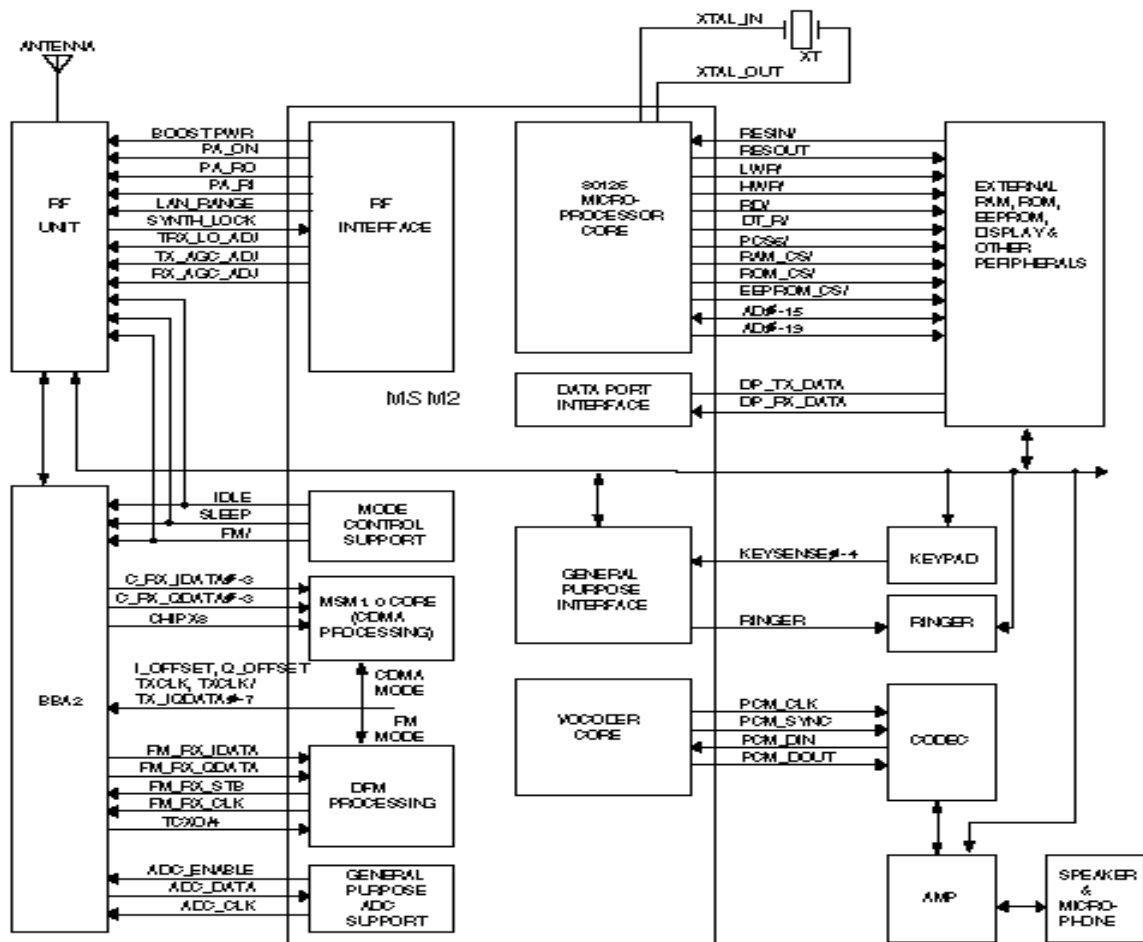 XTAL_IN
XT
XTAL_OUT
ANTENNA
RF
UNIT
BOOSTPWR
PA_ON
PA_R0
PA_R1
LAN_RANGE
SYNTH_LOCK
TRX_LO_ADJ
TX_AGC_ADJ
RX_AGC_ADJ
RF
INTEFFACE
80126
MICRO-
PROCESSOR
CORE
RESIN/
RESOUT
LWR/
HWR/
RD/
DT_R/
PCS6/
RAM_CS/
ROM_CS/
EEPROM_CS/
AD0-15
AD0-19
EXTERNAL
RAM, ROM,
EEPROM,
DISPLAY &
OTHER
PERIPHERALS
MSM2
DATA PORT
INTERFACE
DP_TX_DATA
DP_RX_DATA
BBA2
IDLE
SLEEP
FM/
MODE
CONTROL
SUPPORT
C_RX_IDATA0-3
C_RX_QDATA0-3
CHIPX8
MSM1.0 CORE
(CDMA
PROCESSING)
I_OFFSET, Q_OFFSET
TXCLK, TXCLK/
TX_IQDATA0-7
CDMA
MODE
FM
MODE
FM_RX_IDATA
FM_RX_QDATA
FM_RX_STB
FM_RX_CLK
TCXO/4
DFM
PROCESSING
ADC_ENABLE
ADC_DATA
ADC_CLK
GENERAL
PURPOSE
ADC
SUPPORT
GENERAL
PURPOSE
INTERFACE
KEYSENSE0-4
KEYPAD
RINGER
RINGER
VOCODER
CORE
PCM_CLK
PCM_SYNC
PCM_DIN
PCM_DOUT
CODEC
AMP
SPEAKER
&
MICRO-
PHONE